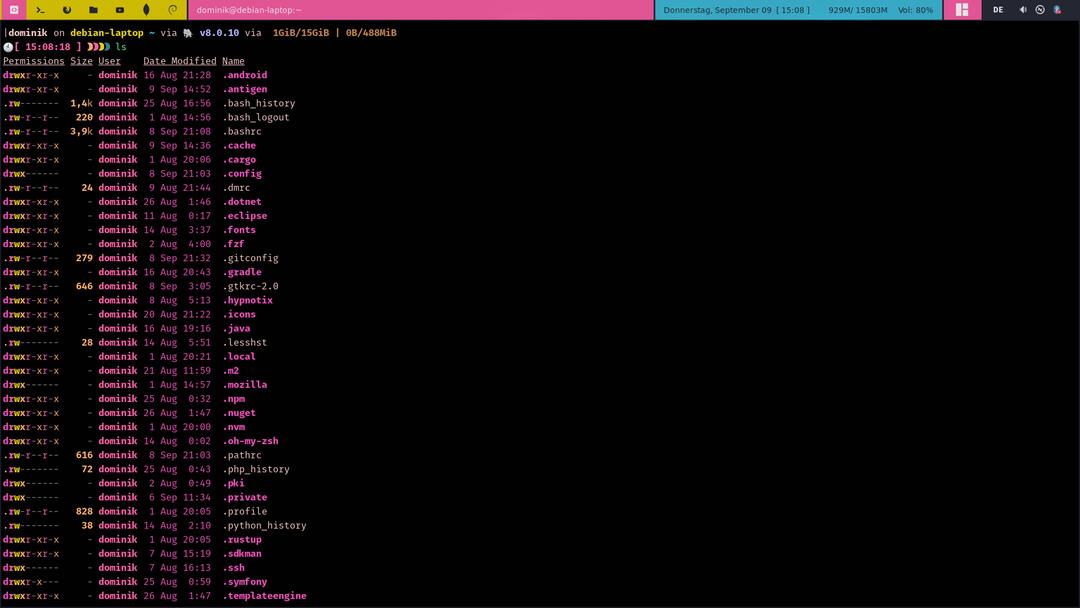 dominik@debian-laptop:~ Donnerstag, September 09 [ 15:08 ] 929M/ 15803M Vol: 80% DE
|dominik on debian-laptop ~ via 🐘 v8.0.10 via 1GiB/15GiB | 0B/488MiB
[ 15:08:18 ] ls
Permissions Size User Date Modified Name
drwxr-xr-x - dominik 16 Aug 21:28 .android
drwxr-xr-x - dominik 9 Sep 14:52 .antigen
.rw------- 1,4k dominik 25 Aug 16:56 .bash_history
.rw-r--r-- 220 dominik 1 Aug 14:56 .bash_logout
.rw-r--r-- 3,9k dominik 8 Sep 21:08 .bashrc
drwxr-xr-x - dominik 9 Sep 14:36 .cache
drwxr-xr-x - dominik 1 Aug 20:06 .cargo
drwx------ - dominik 8 Sep 21:03 .config
.rw-r--r-- 24 dominik 9 Aug 21:44 .dmrc
drwxr-xr-x - dominik 26 Aug 1:46 .dotnet
drwxr-xr-x - dominik 11 Aug 0:17 .eclipse
drwxr-xr-x - dominik 14 Aug 3:37 .fonts
drwxr-xr-x - dominik 2 Aug 4:00 .fzf
.rw-r--r-- 279 dominik 8 Sep 21:32 .gitconfig
drwxr-xr-x - dominik 16 Aug 20:43 .gradle
.rw-r--r-- 646 dominik 8 Sep 3:05 .gtkrc-2.0
drwxr-xr-x - dominik 8 Aug 5:13 .hypnotix
drwxr-xr-x - dominik 20 Aug 21:22 .icons
drwxr-xr-x - dominik 16 Aug 19:16 .java
.rw------- 28 dominik 14 Aug 5:51 .lesshst
drwxr-xr-x - dominik 1 Aug 20:21 .local
drwxr-xr-x - dominik 21 Aug 11:59 .m2
drwx------ - dominik 1 Aug 14:57 .mozilla
drwxr-xr-x - dominik 25 Aug 0:32 .npm
drwxr-xr-x - dominik 26 Aug 1:47 .nuget
drwxr-xr-x - dominik 1 Aug 20:00 .nvm
drwxr-xr-x - dominik 14 Aug 0:02 .oh-my-zsh
.rw-r--r-- 616 dominik 8 Sep 21:03 .pathrc
.rw------- 72 dominik 25 Aug 0:43 .php_history
drwx------ - dominik 2 Aug 0:49 .pki
drwx------ - dominik 6 Sep 11:34 .private
.rw-r--r-- 828 dominik 1 Aug 20:05 .profile
.rw------- 38 dominik 14 Aug 2:10 .python_history
drwxr-xr-x - dominik 1 Aug 20:05 .rustup
drwxr-xr-x - dominik 7 Aug 15:19 .sdkman
drwx------ - dominik 7 Aug 16:13 .ssh
drwxr-x--- - dominik 25 Aug 0:59 .symfony
drwxr-xr-x - dominik 26 Aug 1:47 .templateengine